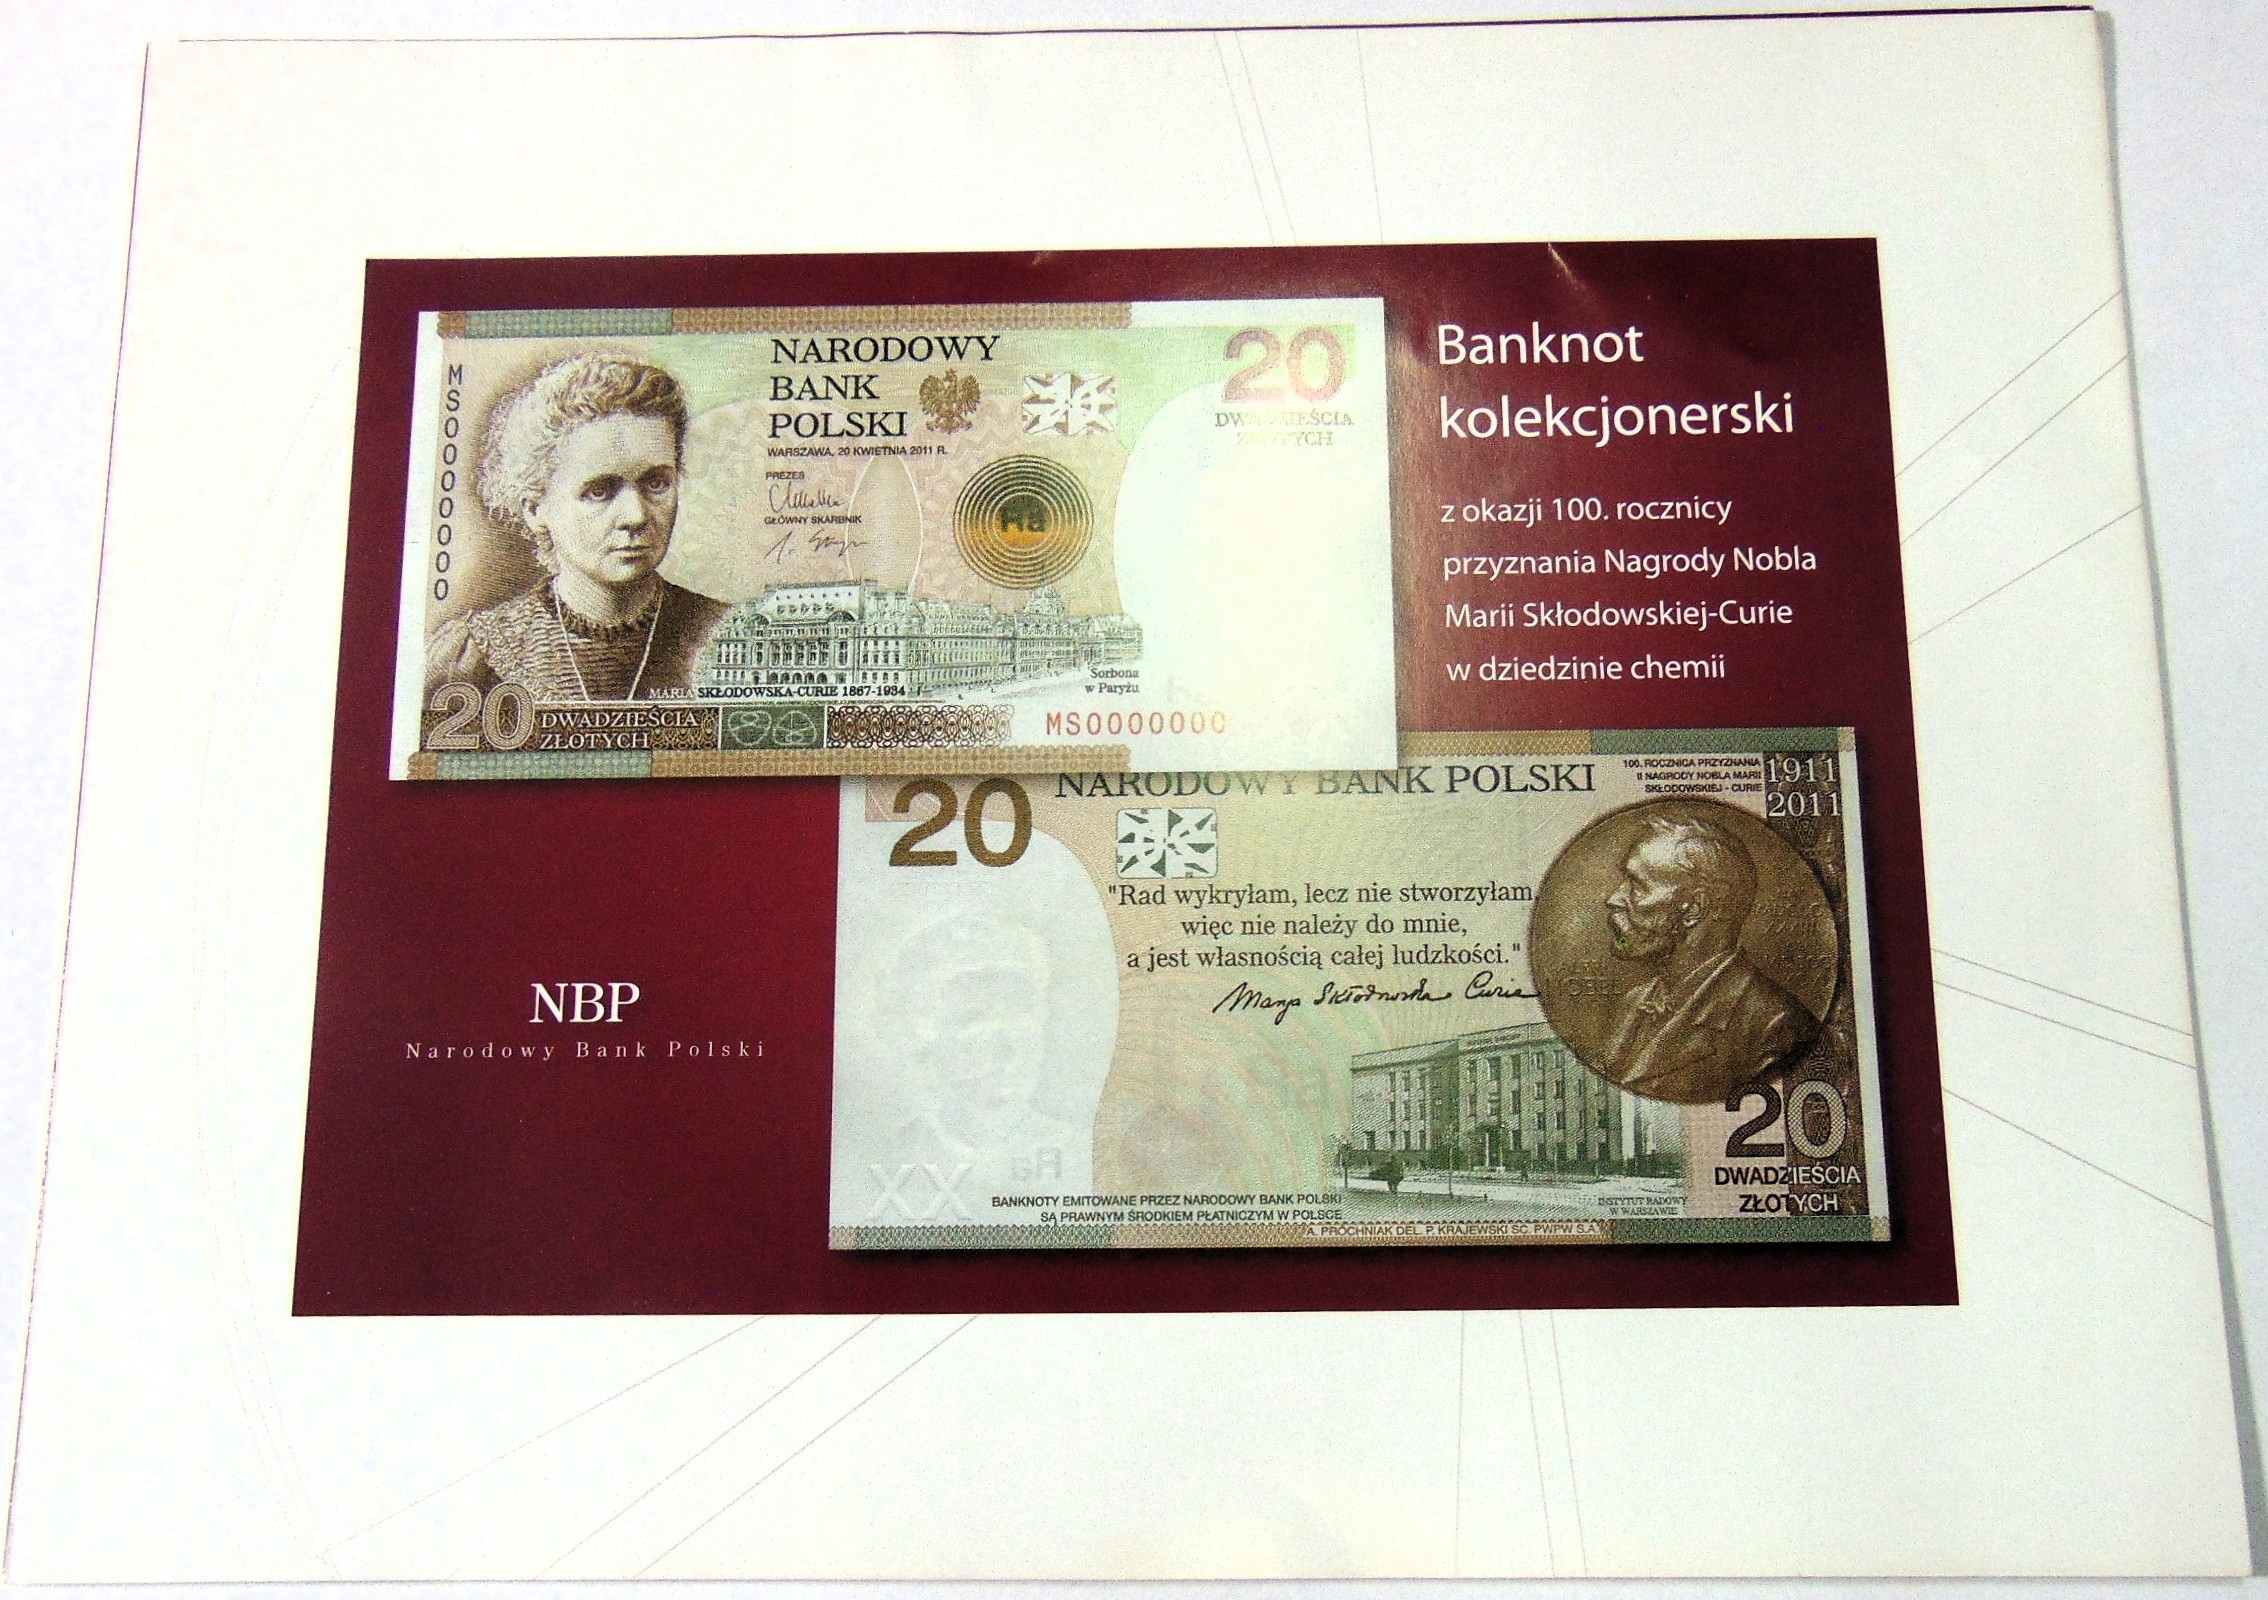 Banknot
kolekcjonerski
z okazji 100. rocznicy
przyznania Nagrody Nobla
Marii Skłodowskiej-Curie
w dziedzinie chemii
MS0000000
NARODOWY
BANK
POLSKI
WARSZAWA, 20 KWIETNIA 2011 R.
PREZES
GŁÓWNY SKARBNIK
Ra
20
DWADZIEŚCIA
ZŁOTYCH
Sorbona
w Paryżu
MARIA SKŁODOWSKA-CURIE 1867-1934
20 DWADZIEŚCIA
ZŁOTYCH
MS0000000
NBP
Narodowy Bank Polski
20
NARODOWY BANK POLSKI
100. ROCZNICA PRZYZNANIA
II NAGRODY NOBLA MARII
SKŁODOWSKIEJ - CURIE
1911
2011
"Rad wykryłam, lecz nie stworzyłam,
więc nie należy do mnie,
a jest własnością całej ludzkości."
Marya Skłodowska Curie
XX
Ra
BANKNOTY EMITOWANE PRZEZ NARODOWY BANK POLSKI
SĄ PRAWNYM ŚRODKIEM PŁATNICZYM W POLSCE
INSTYTUT RADOWY
W WARSZAWIE
20
DWADZIEŚCIA
ZŁOTYCH
A. PROCHNIAK DEL. P. KRAJEWSKI SC. PWPW S.A.